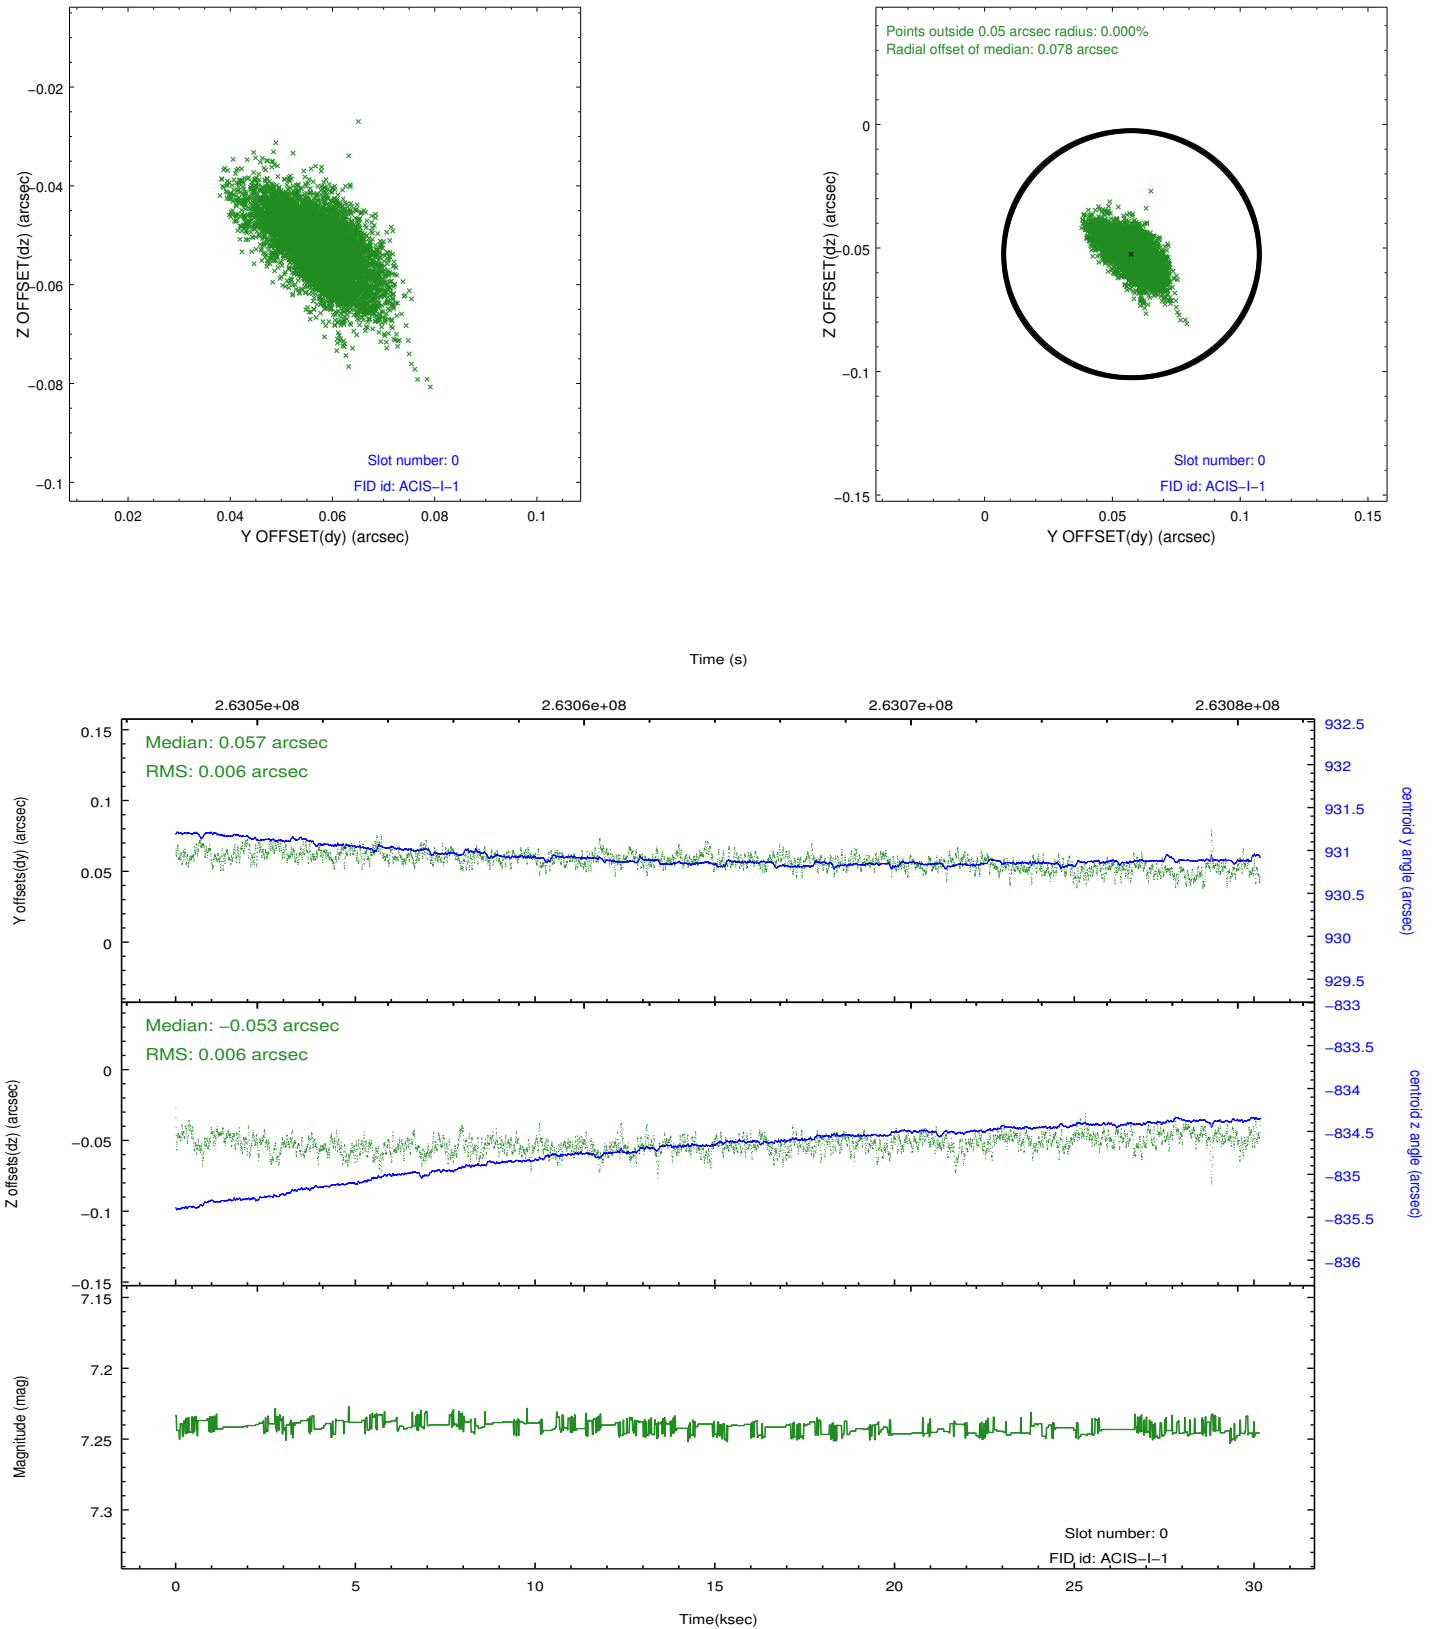 Z OFFSET(dz) (arcsec)
−0.02
−0.04
−0.06
−0.08
−0.1
Slot number: 0
FID id: ACIS−I−1
0.02
0.04
0.06
0.08
0.1
Y OFFSET(dy) (arcsec)
Points outside 0.05 arcsec radius: 0.000%
Radial offset of median: 0.078 arcsec
Z OFFSET(dz) (arcsec)
0
−0.05
−0.1
−0.15
Slot number: 0
FID id: ACIS−I−1
0
0.05
0.1
0.15
Y OFFSET(dy) (arcsec)
Time (s)
2.6305e+08
2.6306e+08
2.6307e+08
2.6308e+08
Y offsets(dy) (arcsec)
0.15
0.1
0.05
0
Median: 0.057 arcsec
RMS: 0.006 arcsec
932.5
932
931.5
931
930.5
930
929.5
centroid y angle (arcsec)
Z offsets(dz) (arcsec)
0
−0.05
−0.1
−0.15
Median: −0.053 arcsec
RMS: 0.006 arcsec
−833
−833.5
−834
−834.5
−835
−835.5
−836
centroid z angle (arcsec)
Magnitude (mag)
7.15
7.2
7.25
7.3
Slot number: 0
FID id: ACIS−I−1
0
5
10
15
20
25
30
Time(ksec)